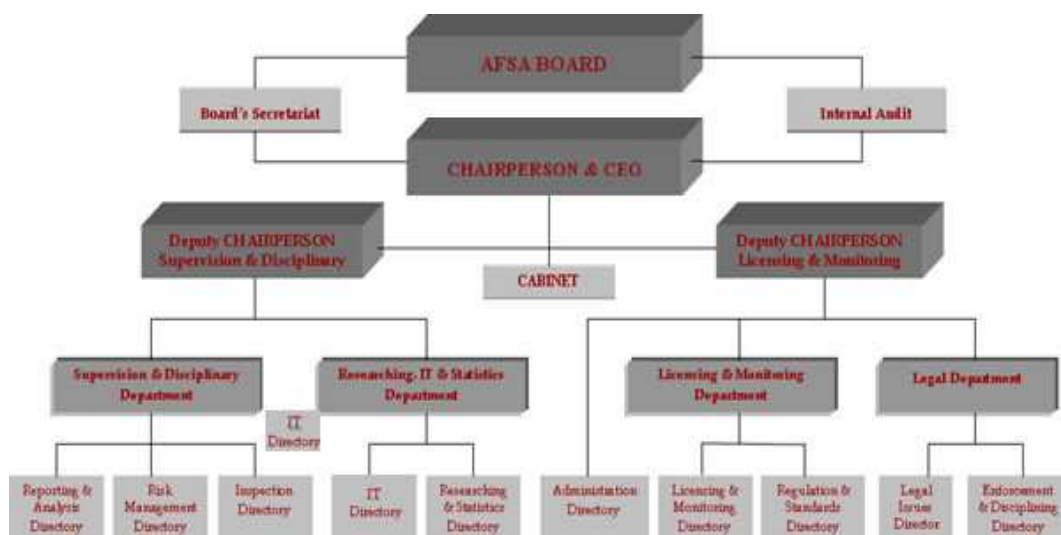 AFSA BOARD
Board's Secretariat
Internal Audit
CHAIRPERSON & CEO
Deputy CHAIRPERSON
Supervision & Disciplinary
Deputy CHAIRPERSON
Licensing & Monitoring
CABINET
Supervision & Disciplinary
Department
Researching, IT & Statistics
Department
Licensing & Monitoring
Department
Legal Department
IT
Directory
Reporting &
Analysis
Directory
Risk
Management
Directory
Inspection
Directory
IT
Directory
Researching
& Statistics
Directory
Administration
Directory
Licencing &
Monitoring
Directory
Regulation &
Standards
Directory
Legal
Issues
Director
Enforcement
& Disciplining
Directory